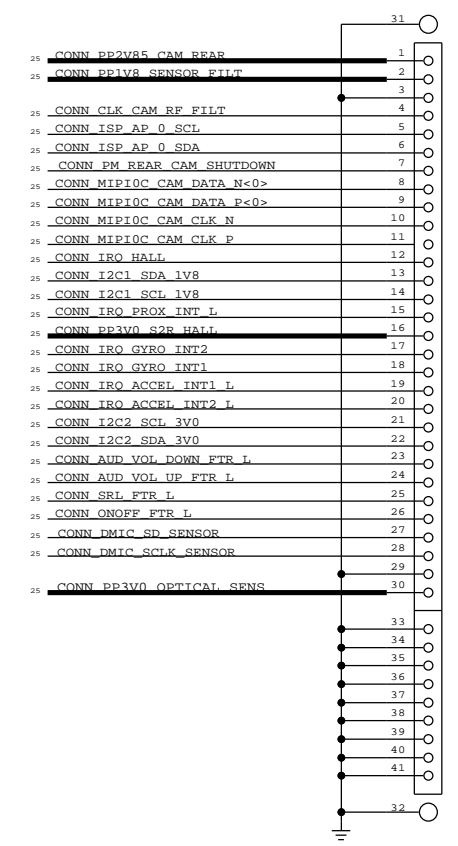 31
25 CONN_PP2V85_CAM_REAR 1
25 CONN_PP1V8_SENSOR_FILT 2
3
25 CONN_CLK_CAM_RF_FILT 4
25 CONN_ISP_AP_0_SCL 5
25 CONN_ISP_AP_0_SDA 6
25 CONN_PM_REAR_CAM_SHUTDOWN 7
25 CONN_MIPI0C_CAM_DATA_N<0> 8
25 CONN_MIPI0C_CAM_DATA_P<0> 9
25 CONN_MIPI0C_CAM_CLK_N 10
25 CONN_MIPI0C_CAM_CLK_P 11
25 CONN_IRQ_HALL 12
25 CONN_I2C1_SDA_1V8 13
25 CONN_I2C1_SCL_1V8 14
25 CONN_IRQ_PROX_INT_L 15
25 CONN_PP3V0_S2R_HALL 16
25 CONN_IRQ_GYRO_INT2 17
25 CONN_IRQ_GYRO_INT1 18
25 CONN_IRQ_ACCEL_INT1_L 19
25 CONN_IRQ_ACCEL_INT2_L 20
25 CONN_I2C2_SCL_3V0 21
25 CONN_I2C2_SDA_3V0 22
25 CONN_AUD_VOL_DOWN_FTR_L 23
25 CONN_AUD_VOL_UP_FTR_L 24
25 CONN_SRL_FTR_L 25
25 CONN_ONOFF_FTR_L 26
25 CONN_DMIC_SD_SENSOR 27
25 CONN_DMIC_SCLK_SENSOR 28
29
25 CONN_PP3V0_OPTICAL_SENS 30
33
34
35
36
37
38
39
40
41
32